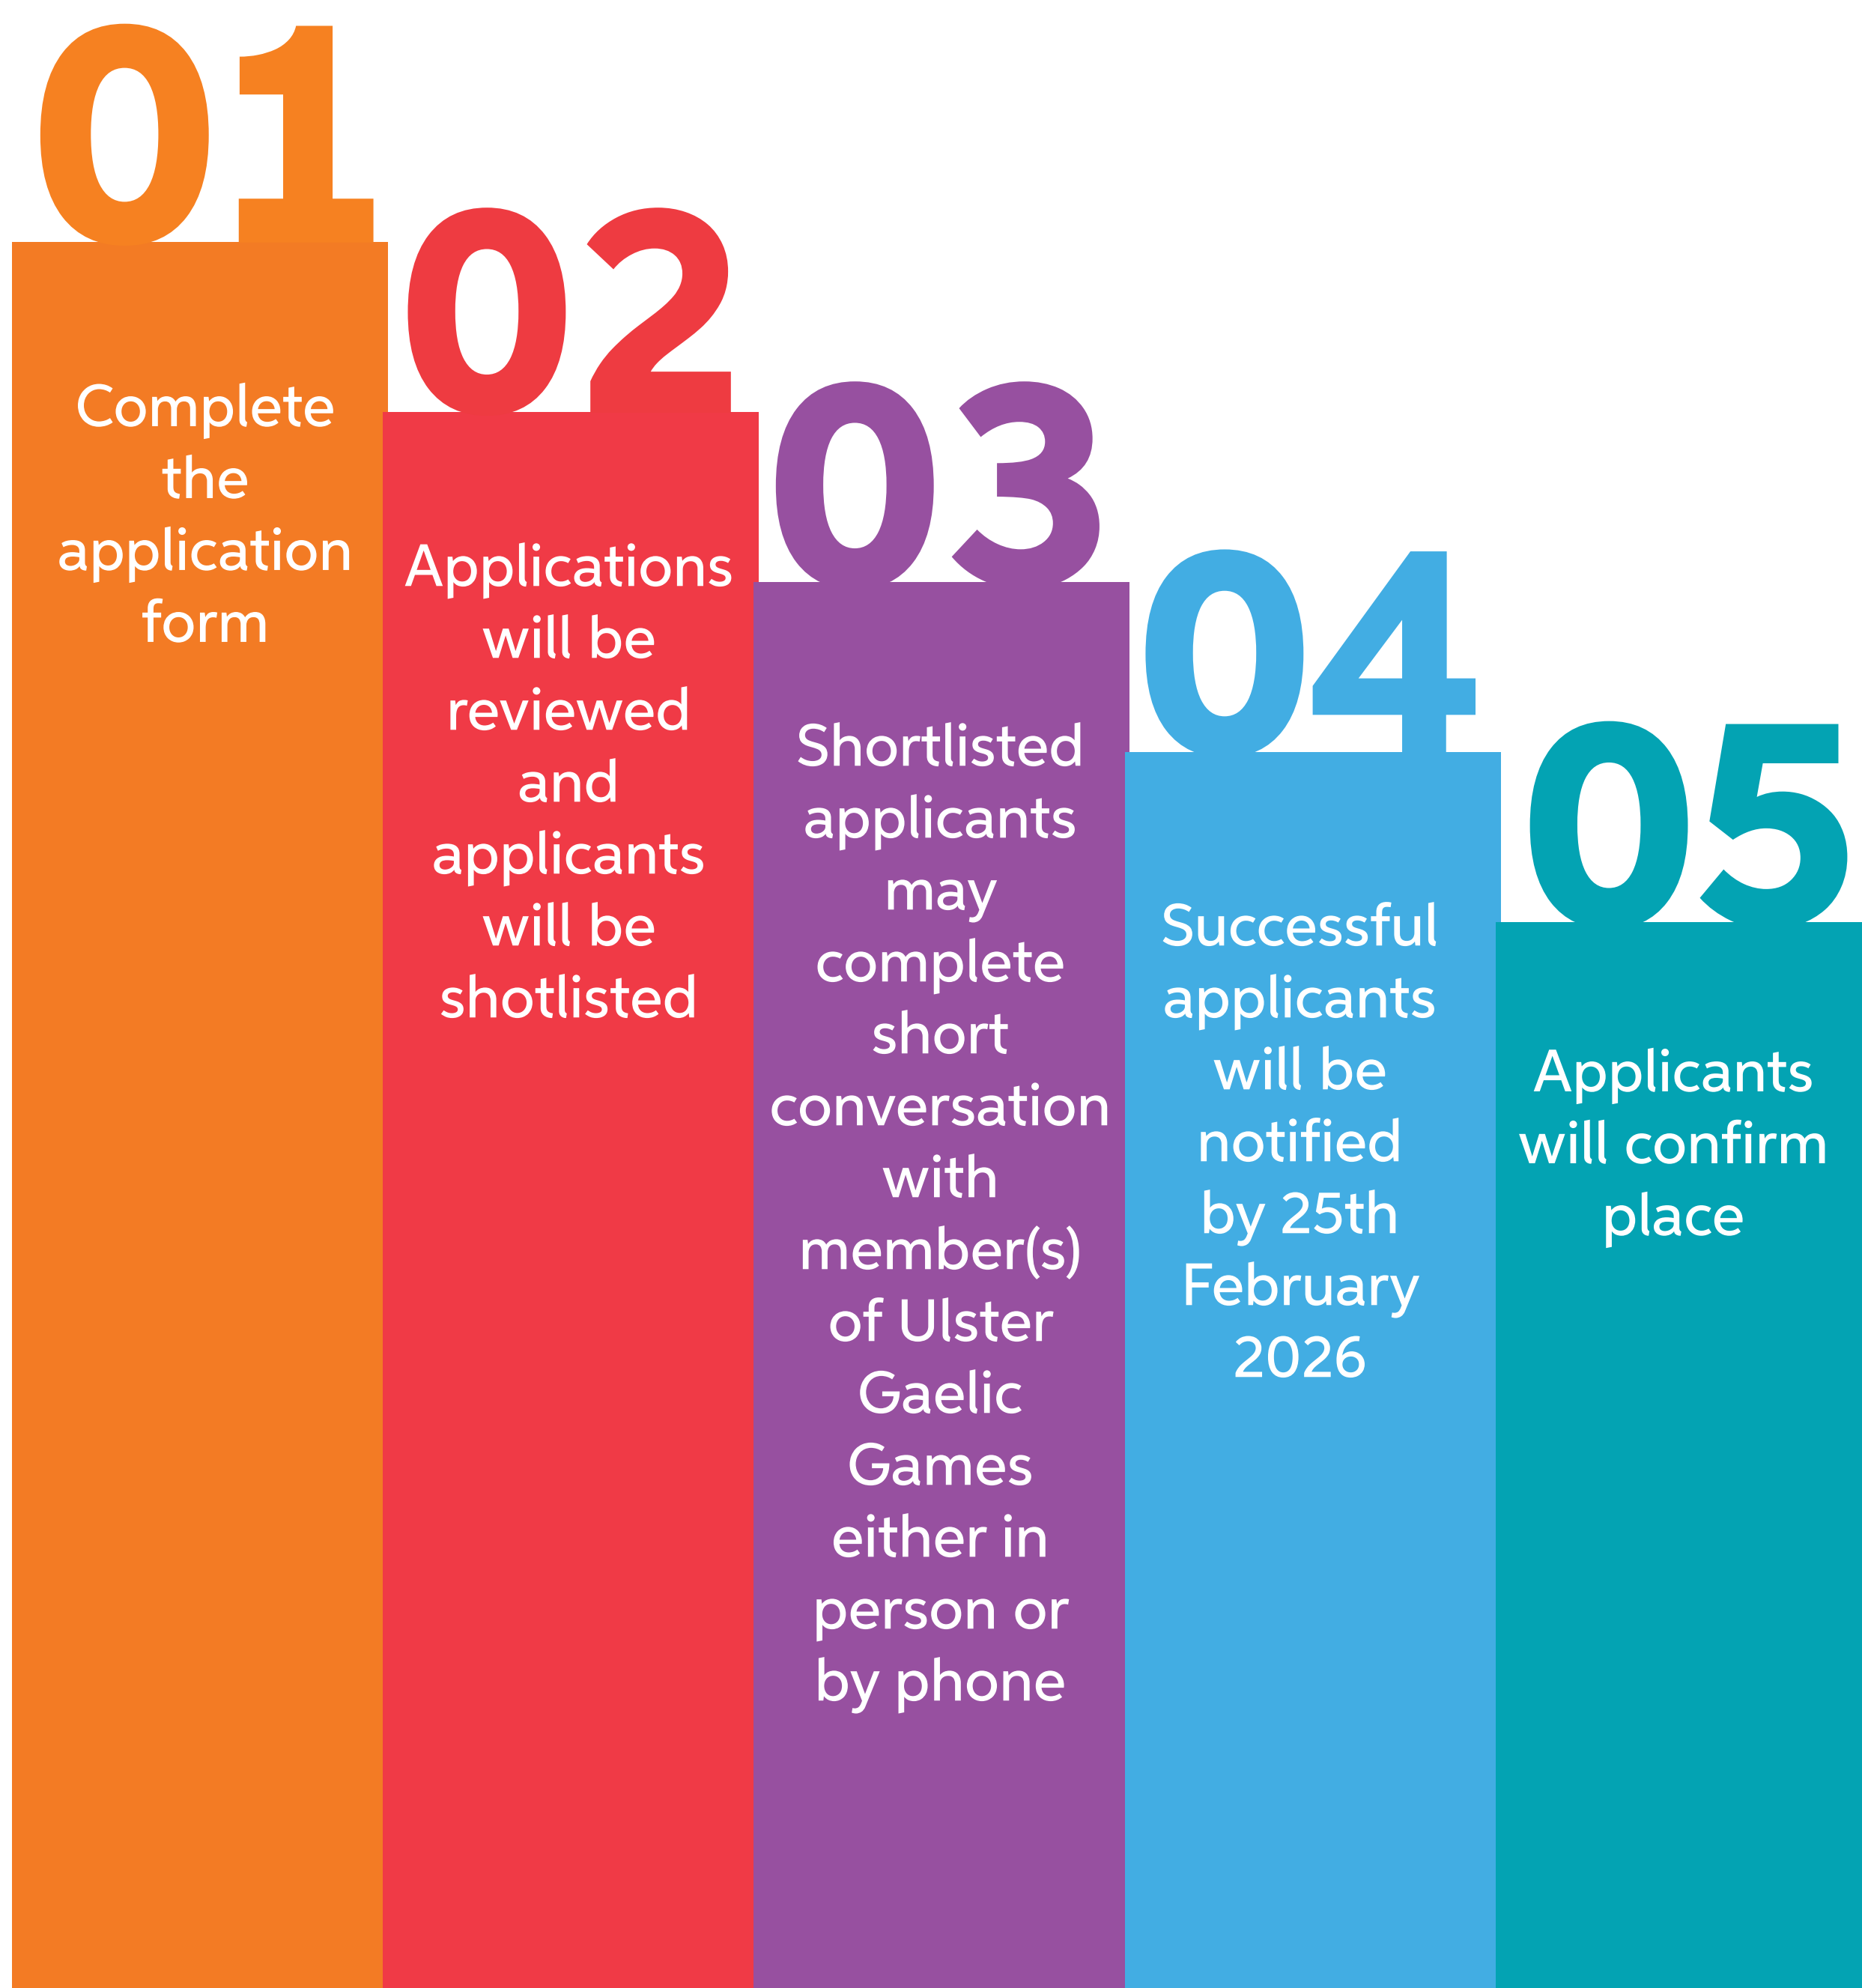 01
Complete
the
application
form
02
Applications
will be
reviewed
and
applicants
will be
shotlisted
03
Shortlisted
applicants
may
complete
short
conversation
with
member(s)
of Ulster
Gaelic
Games
either in
person or
by phone
04
Successful
applicants
will be
notified
by 25th
February
2026
05
Applicants
will confirm
place